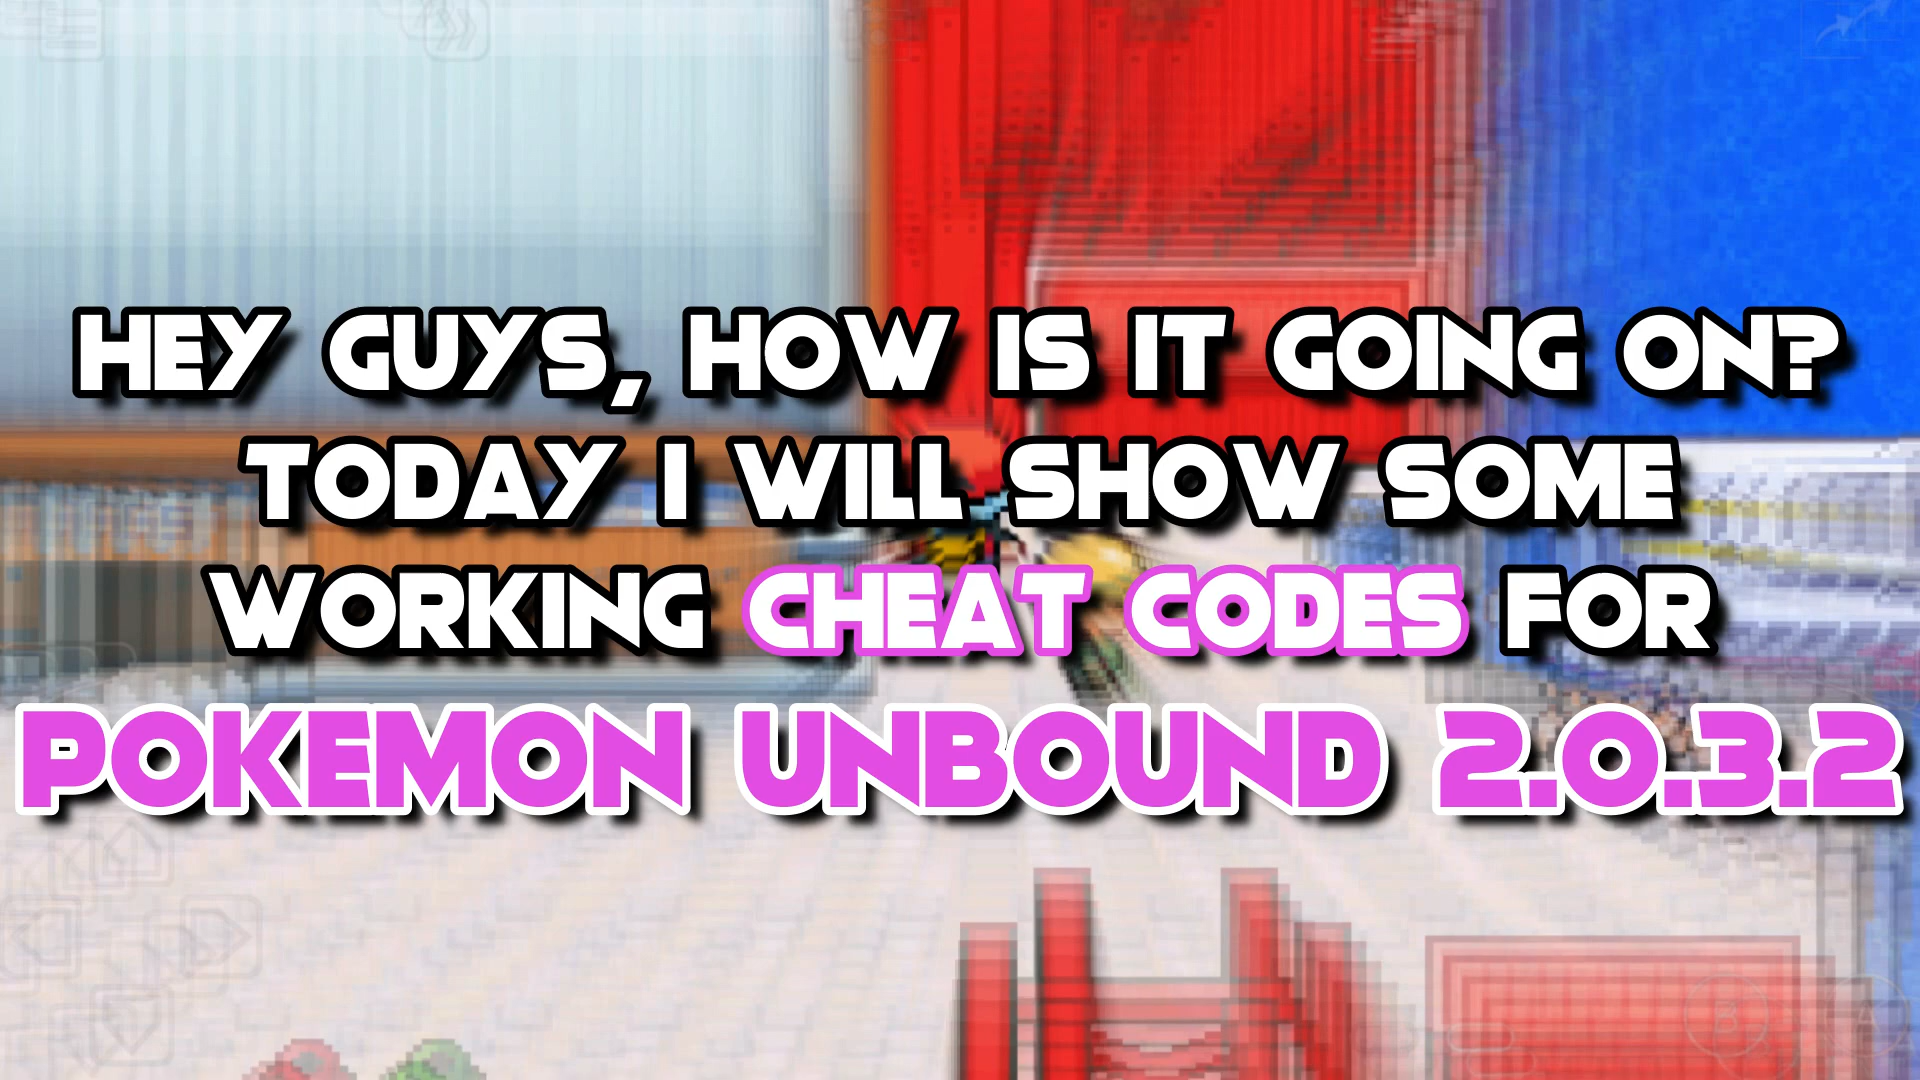 HEY GUYS, HOW IS IT GOING ON?
TODAY I WILL SHOW SOME
WORKING CHEAT CODES FOR
POKEMON UNBOUND 2.0.3.2
B
A